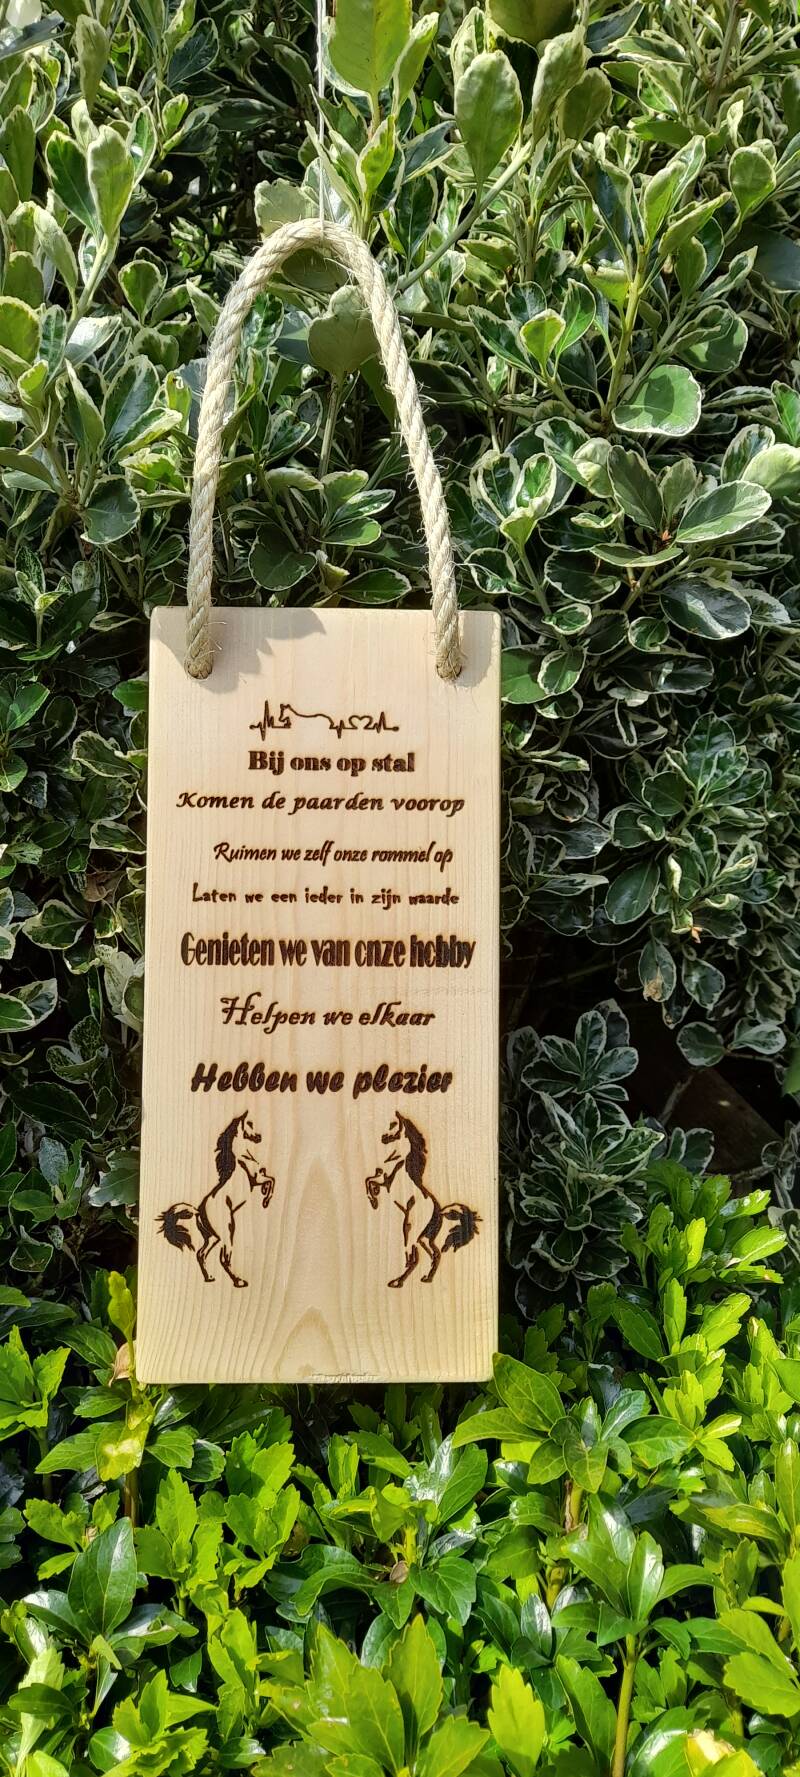 Bij ons op stal
Komen de paarden voorop
Ruimen we zelf onze rommel op
Laten we een ieder in zijn waarde
Genieten we van onze hobby
Helpen we elkaar
Hebben we plezier